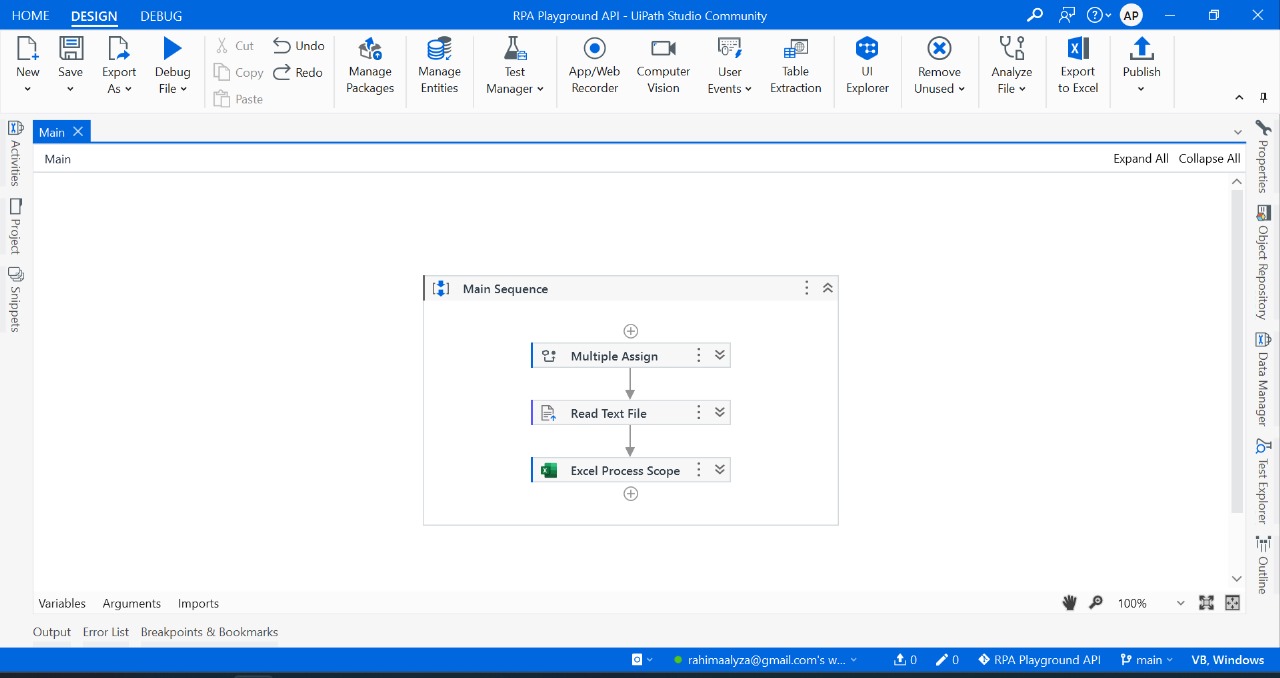 HOME DESIGN DEBUG RPA Playground API - UiPath Studio Community AP
New Save Export As Debug File Cut Copy Paste Undo Redo Manage Packages Manage Entities Test Manager App/Web Recorder Computer Vision User Events Table Extraction UI Explorer Remove Unused Analyze File Export to Excel Publish
Main
Main Expand All Collapse All
Activities
Project
Snippets
Main Sequence
Multiple Assign
Read Text File
Excel Process Scope
Properties
Object Repository
Data Manager
Test Explorer
Outline
Variables Arguments Imports 100%
Output Error List Breakpoints & Bookmarks
rahimaalyza@gmail.com's w... 0 0 RPA Playground API main VB, Windows